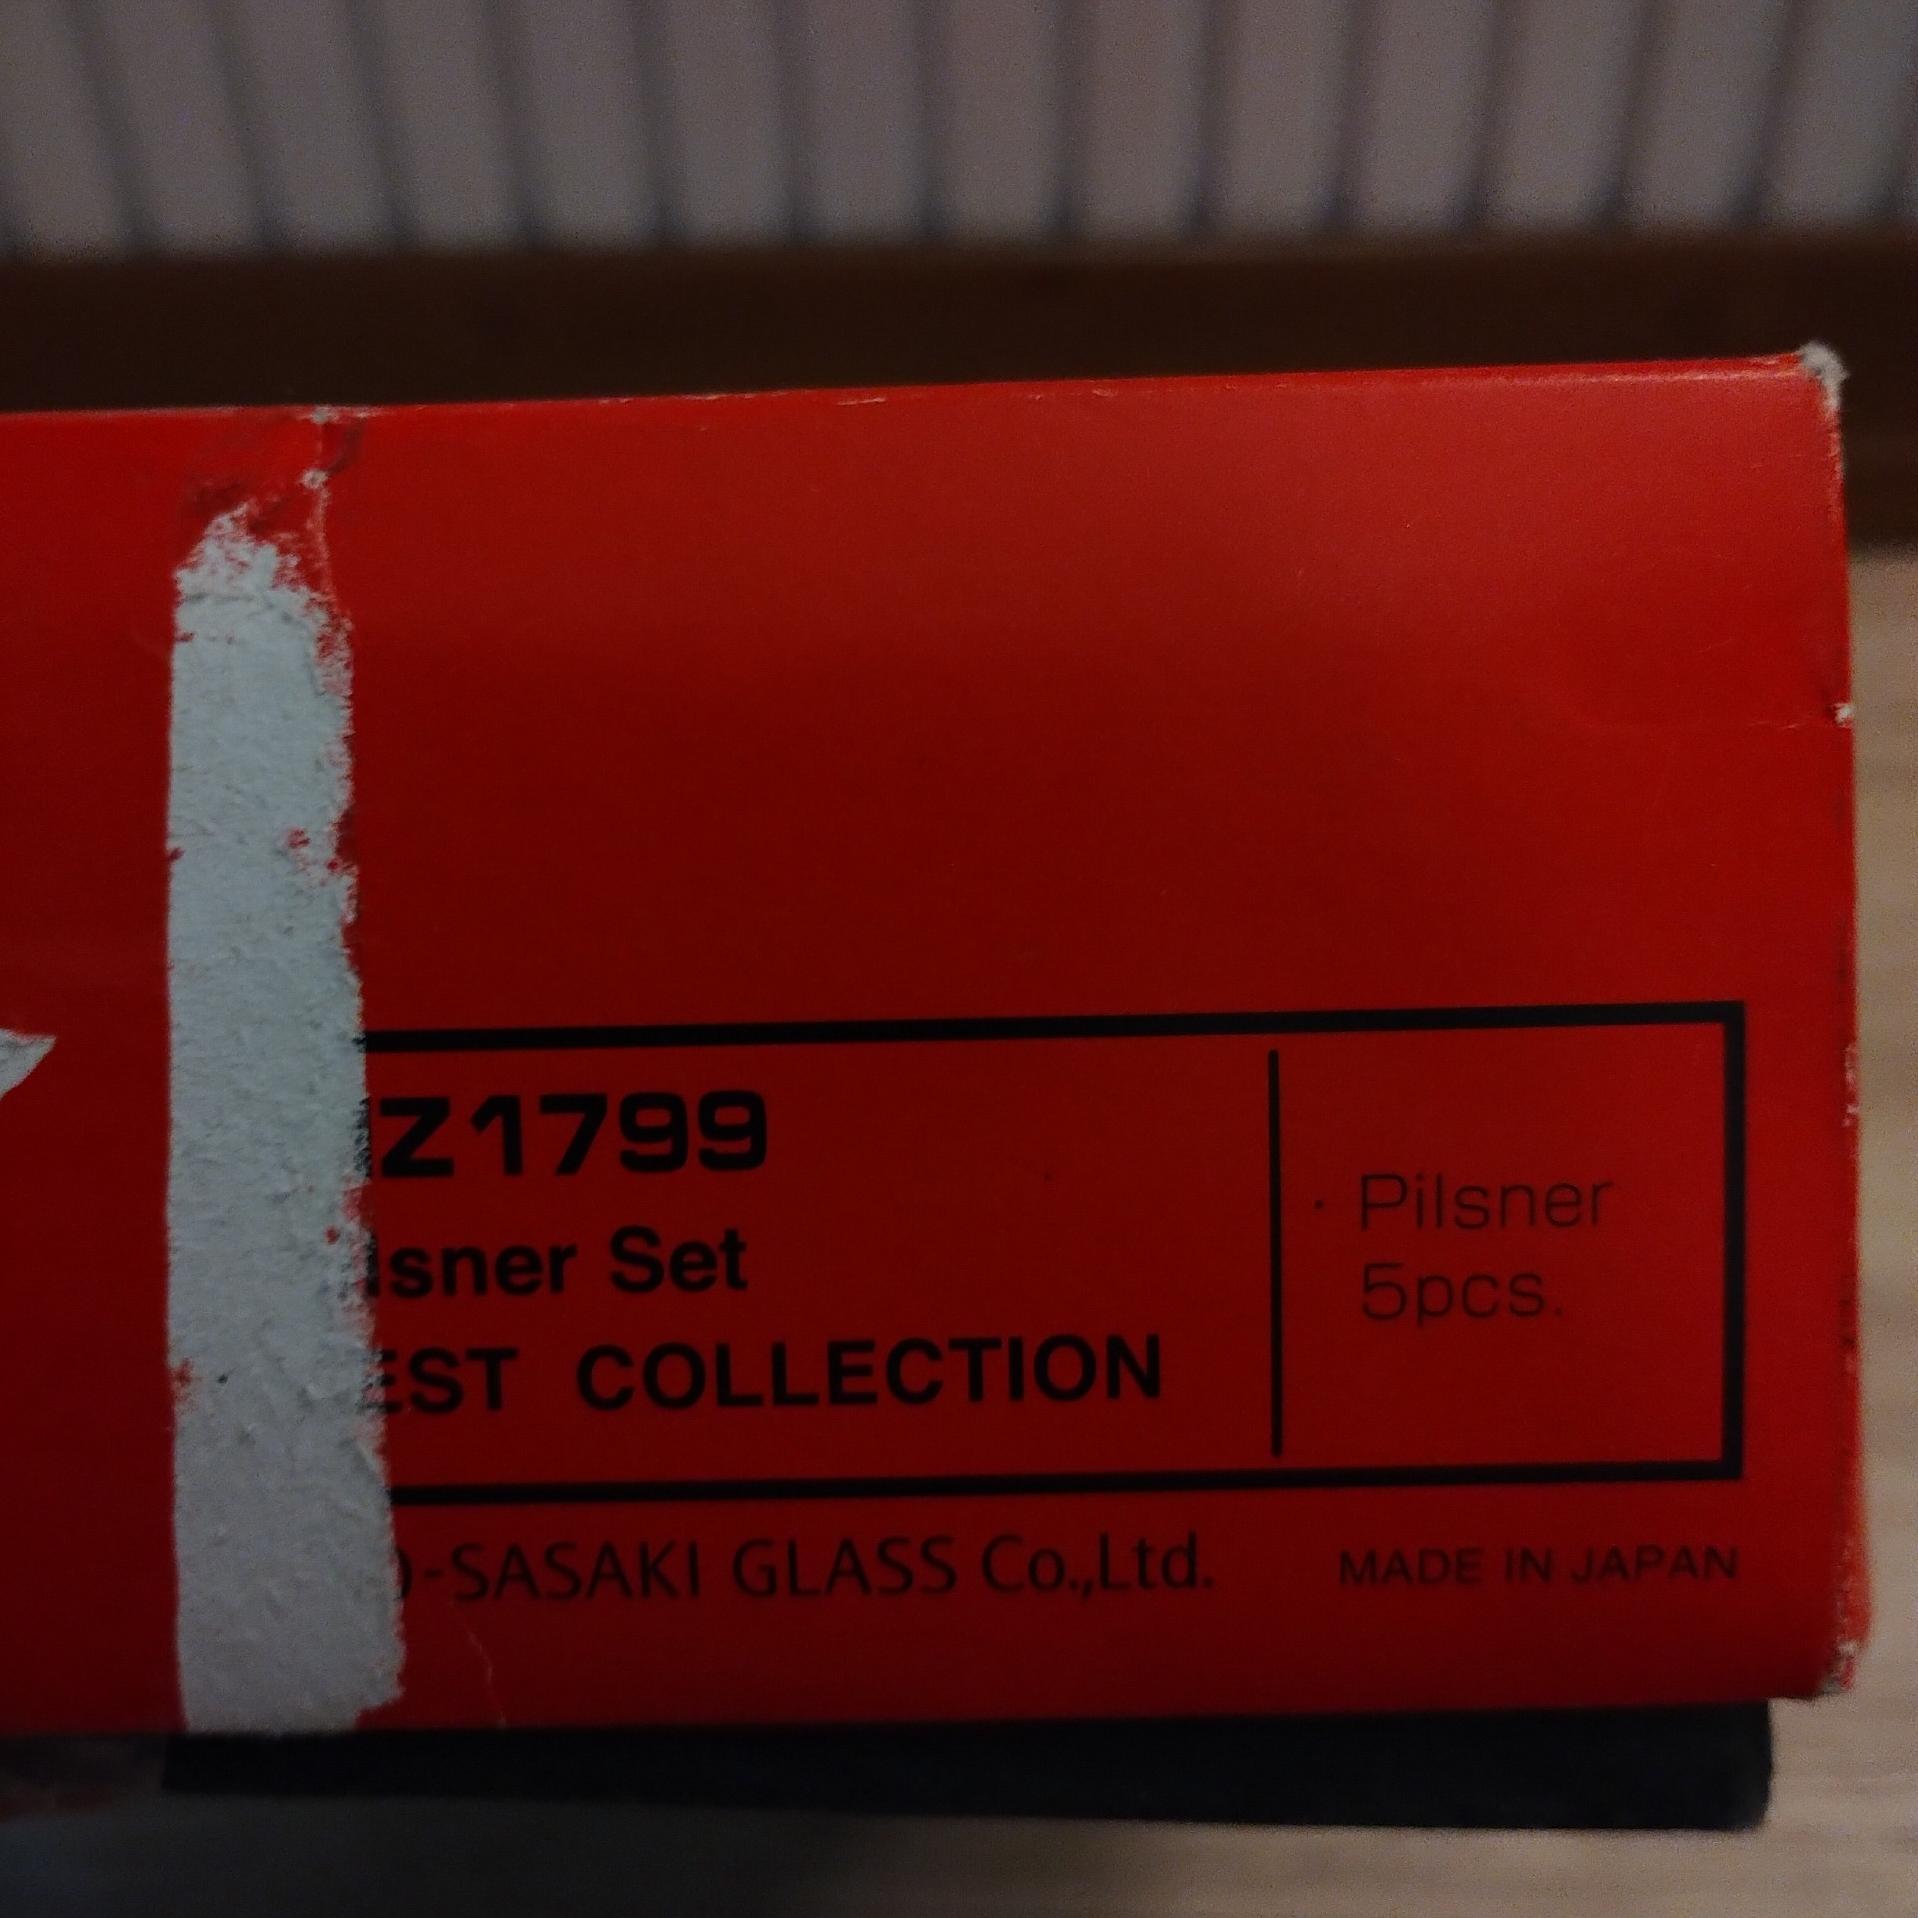 Z1799
lsner Set
EST COLLECTION
Pilsner
5pcs.
-SASAKI GLASS Co.,Ltd.
MADE IN JAPAN